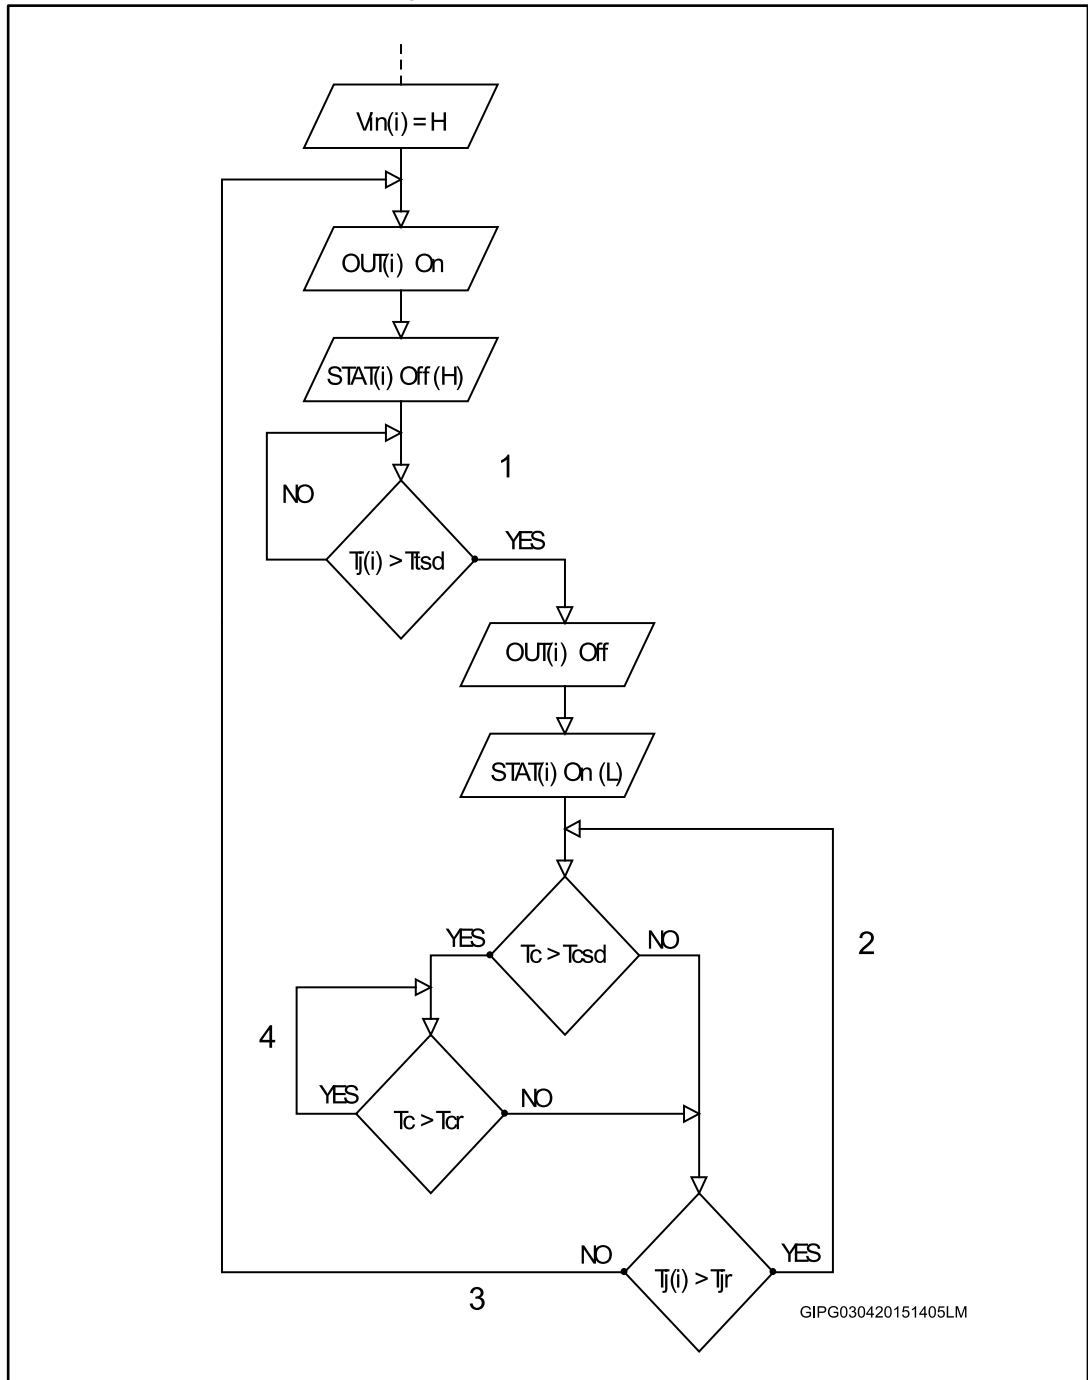 Vin(i) = H
OUT(i) On
STAT(i) Off (H)
1
NO
Tj(i) > Ttsd
YES
OUT(i) Off
STAT(i) On (L)
YES
Tc > Tcsd
NO
2
4
YES
Tc > Tcr
NO
NO
Tj(i) > Tjr
YES
3
GIPG030420151405LM